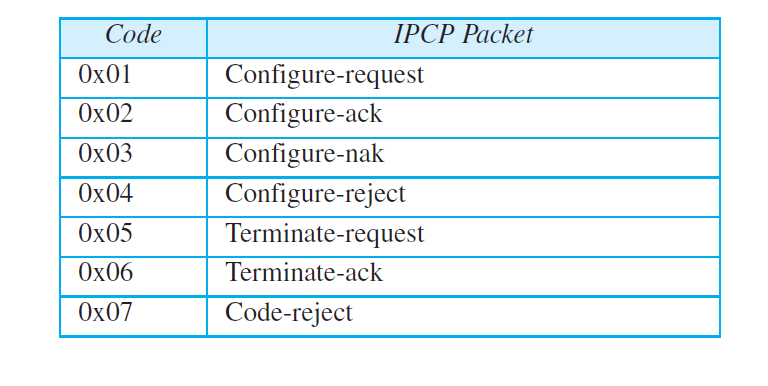 Code IPCP Packet
0x01 Configure-request
0x02 Configure-ack
0x03 Configure-nak
0x04 Configure-reject
0x05 Terminate-request
0x06 Terminate-ack
0x07 Code-reject